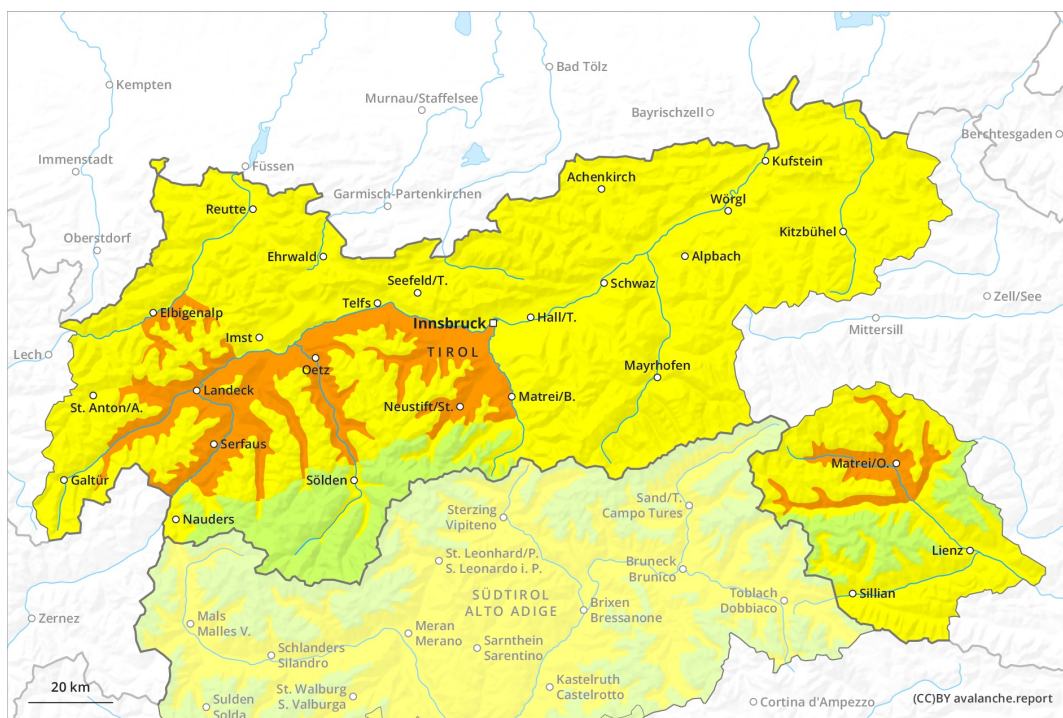 Kempten
Bad Tölz
Murnau/Staffelsee
Bayrischzell
Berchtesgaden
Immenstadt
Füssen
Kufstein
Achenkirch
Garmisch-Partenkirchen
Reutte
Wörgl
Oberstdorf
Kitzbühel
Ehrwald
Alpbach
Seefeld/T.
Schwaz
Zell/See
Telfs
Elbigenalp
Innsbruck
Hall/T.
Mittersill
Imst
Lech
TIROL
Oetz
Mayrhofen
Landeck
St. Anton/A.
Neustift/St.
Matrei/B.
Serfaus
Matrei/O.
Galtür
Sölden
Sand/T.
Campo Tures
Sterzing
Vipiteno
Nauders
Lienz
St. Leonhard/P.
S. Leonardo i. P.
Bruneck
Brunico
SÜDTIROL
ALTO ADIGE
Toblach
Dobbiaco
Sillian
Brixen
Bressanone
Zernez
Mals
Malles V.
Meran
Merano
Sarnthein
Sarentino
Schlanders
Silandro
Kastelruth
Castelrotto
20 km
St. Walburg
S. Valburga
Sulden
Solda
Cortina d'Ampezzo
(CC)BY avalanche.report